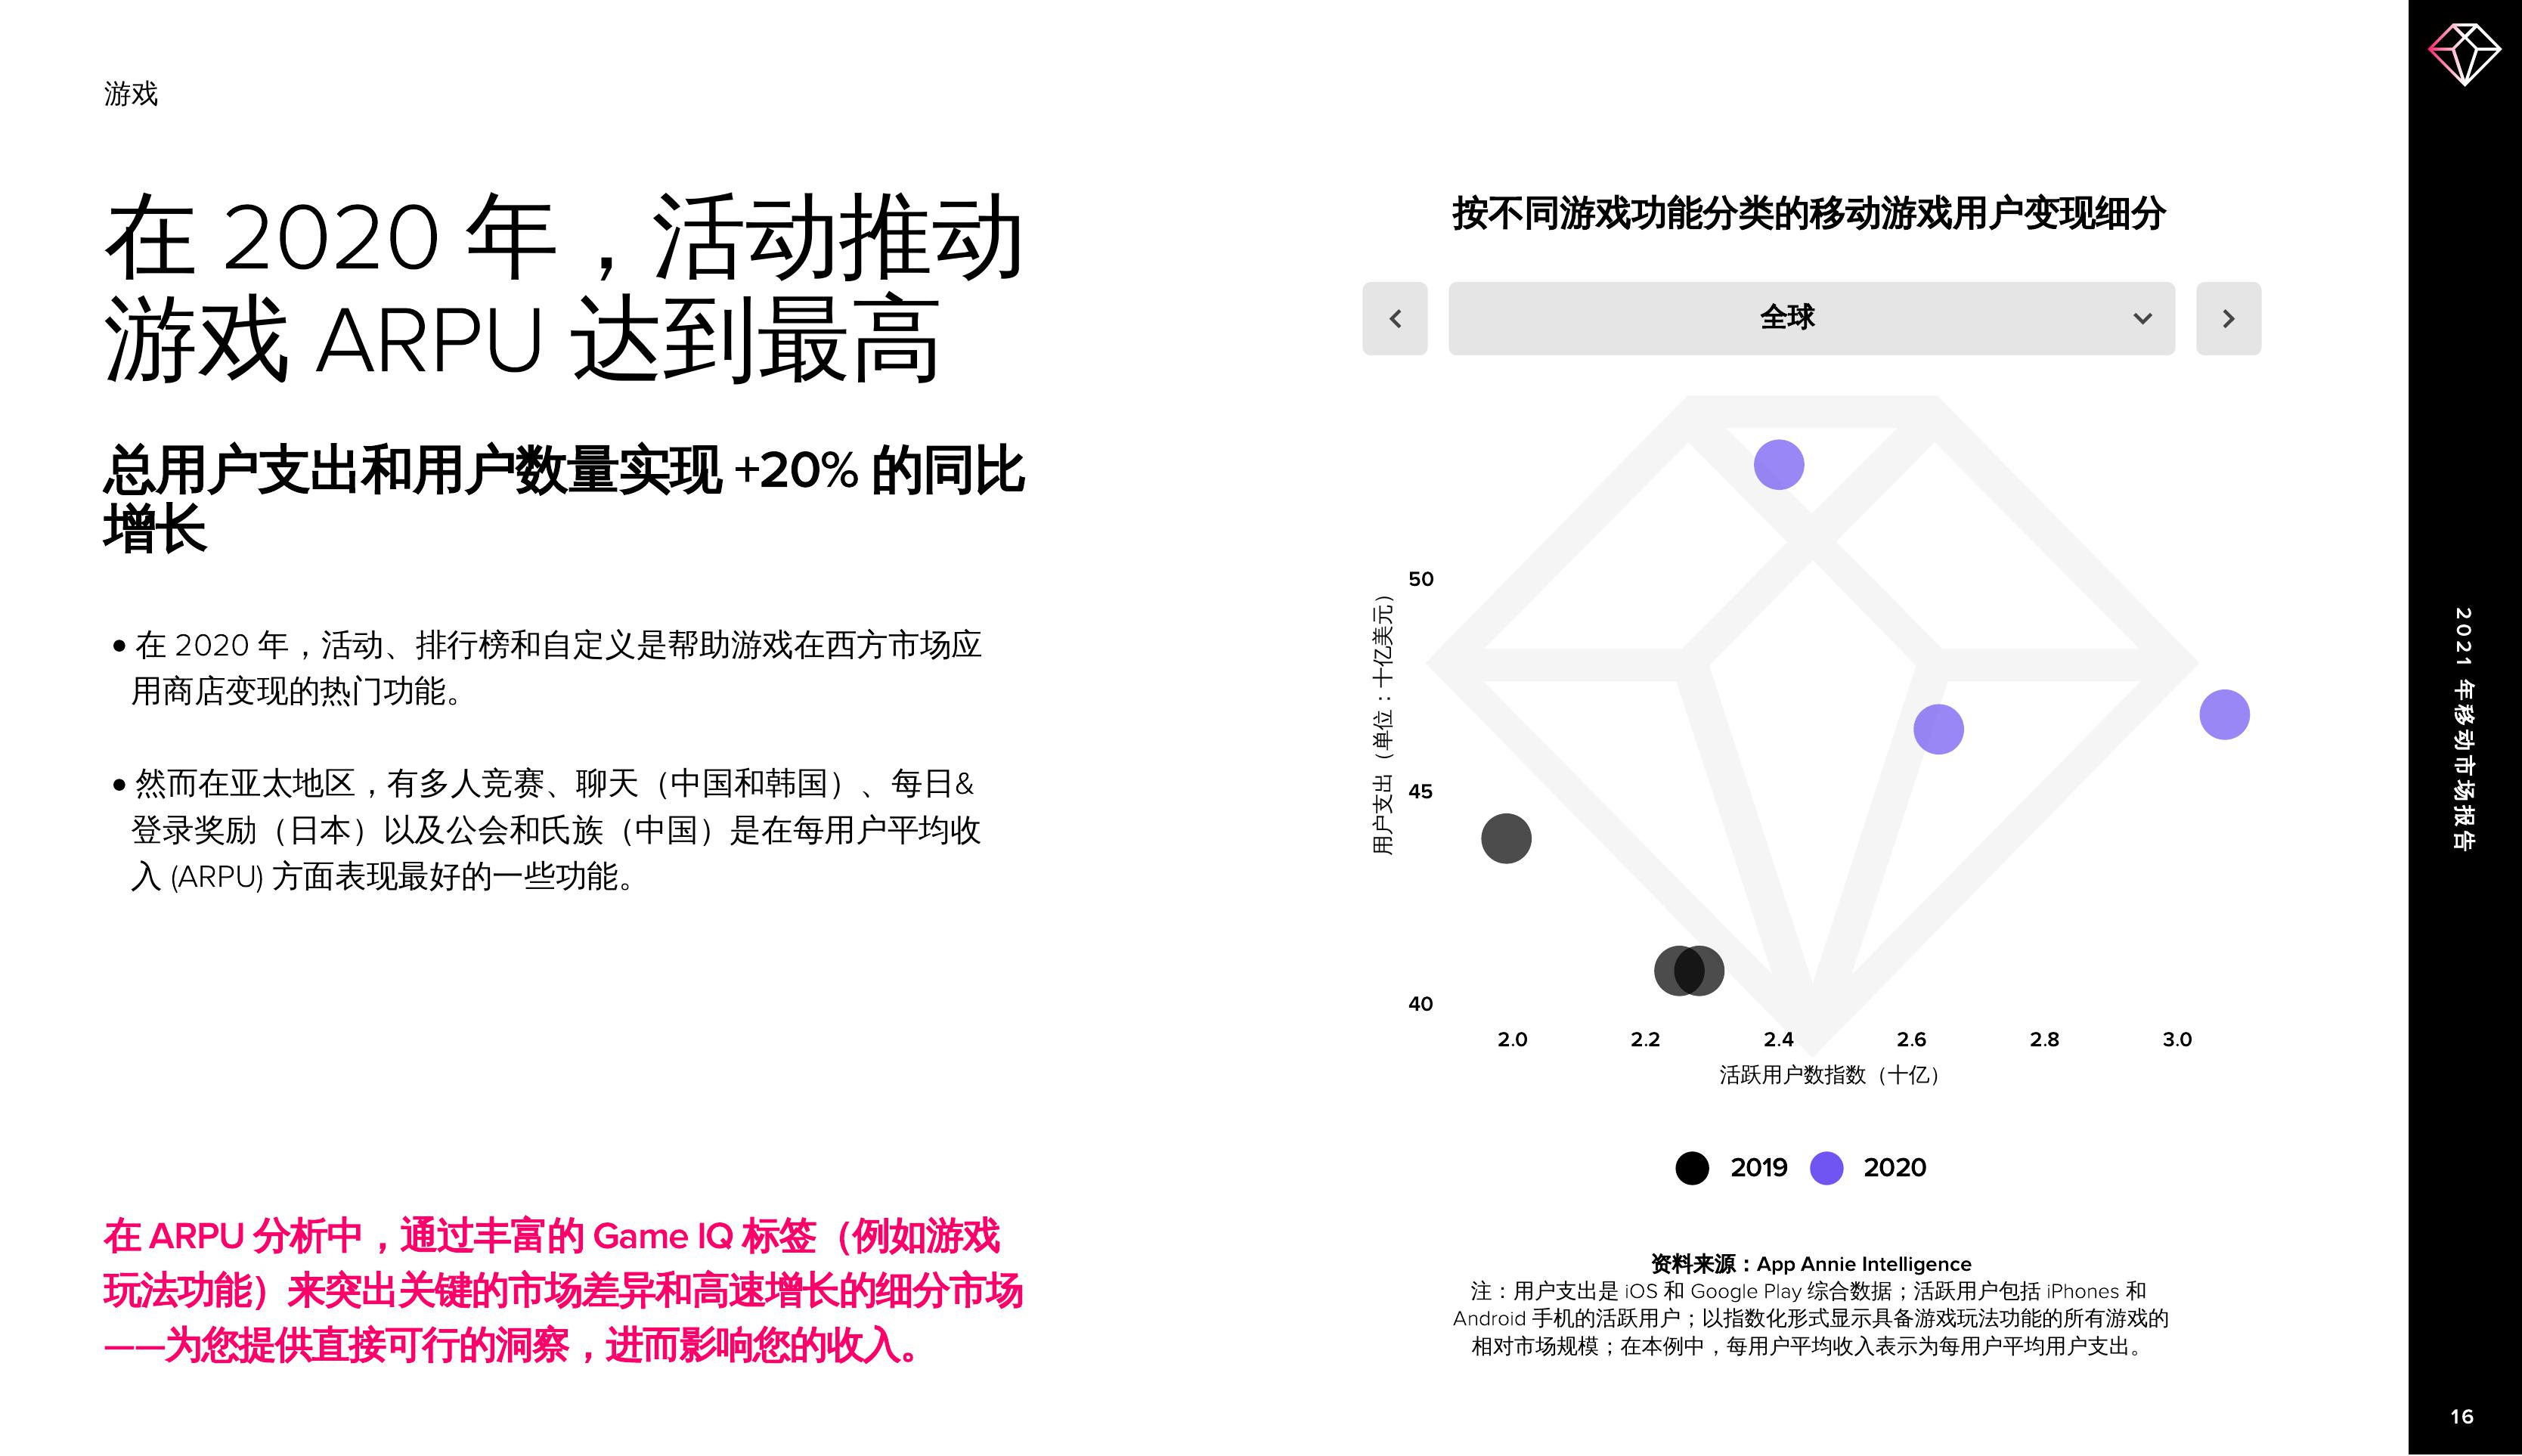 游戏
在 2020 年，活动推动
游戏 ARPU 达到最高
总用户支出和用户数量实现 +20% 的同比
增长
• 在 2020 年，活动、排行榜和自定义是帮助游戏在西方市场应
用商店变现的热门功能。
• 然而在亚太地区，有多人竞赛、聊天（中国和韩国）、每日&
登录奖励（日本）以及公会和氏族（中国）是在每用户平均收
入 (ARPU) 方面表现最好的一些功能。
在 ARPU 分析中，通过丰富的 Game IQ 标签（例如游戏
玩法功能）来突出关键的市场差异和高速增长的细分市场
——为您提供直接可行的洞察，进而影响您的收入。
按不同游戏功能分类的移动游戏用户变现细分
全球
用户支出（单位：十亿美元）
50
45
40
2.0 2.2 2.4 2.6 2.8 3.0
活跃用户数指数（十亿）
2019 2020
资料来源：App Annie Intelligence
注：用户支出是 iOS 和 Google Play 综合数据；活跃用户包括 iPhones 和
Android 手机的活跃用户；以指数化形式显示具备游戏玩法功能的所有游戏的
相对市场规模；在本例中，每用户平均收入表示为每用户平均用户支出。
2021 年移动市场报告
16